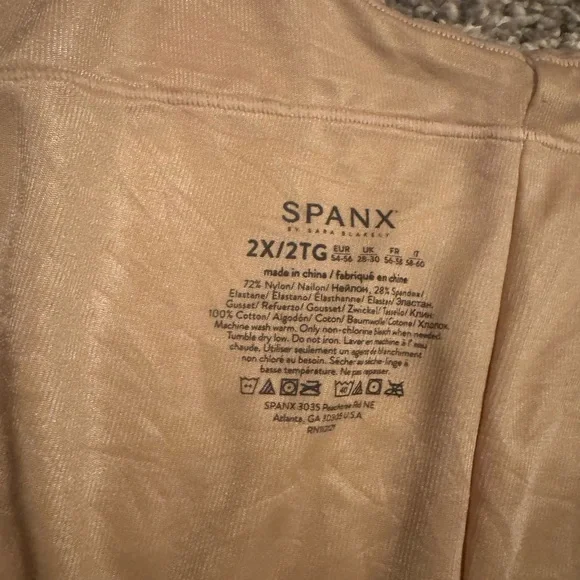 SPANX
BY SARA BLAKELY
2X/2TG EUR 54-56 UK 28-30 FR 56-58 IT 58-60
made in china / fabriqué en chine
72% Nylon/ Nailon/ Нейлон, 28% Spandex/
Elastane/ Elastano/ Elasthanne/ Elastan/ Эластан.
Gusset/ Refuerzo/ Gousset/ Zwickel/ Tassello/ Клин:
100% Cotton/ Algodón/ Coton/ Baumwolle/Cotone/ Хлопок.
Machine wash warm. Only non-chlorine bleach when needed.
Tumble dry low. Do not iron. Laver en machine à l'eau
chaude. Utiliser seulement un agent de blanchiment
non chloré au besoin. Sécher au sèche-linge à
basse température. Ne pas repasser.
40
SPANX 3035 Peachtree Rd NE
Atlanta, GA 30305 U.S.A.